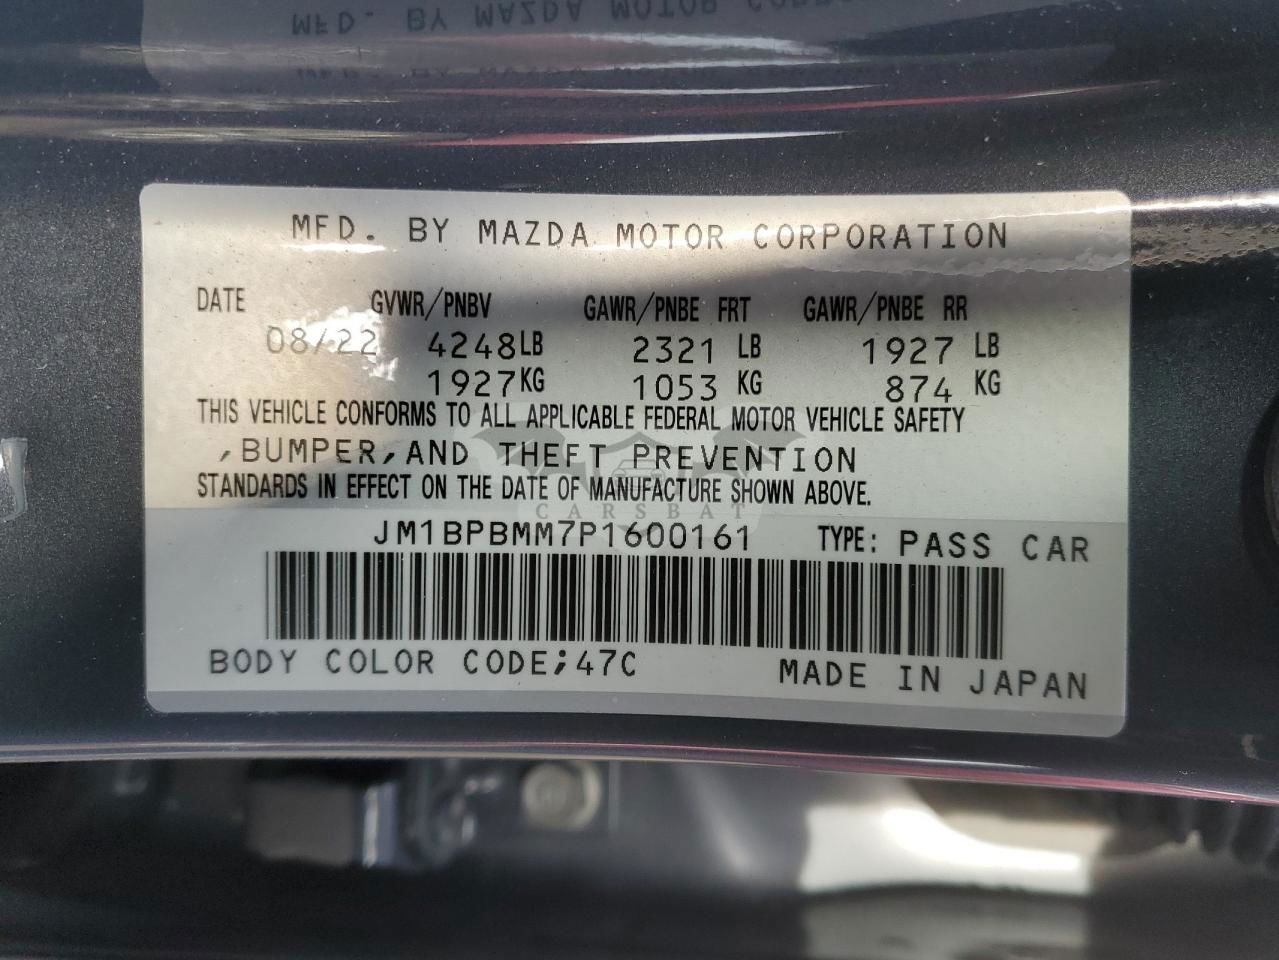 MFD. BY MAZDA MOTOR CORPORATION
DATE GVWR/PNBV GAWR/PNBE FRT GAWR/PNBE RR
08/22 4248LB 2321 LB 1927 LB
1927KG 1053 KG 874 KG
THIS VEHICLE CONFORMS TO ALL APPLICABLE FEDERAL MOTOR VEHICLE SAFETY
,BUMPER,AND THEFT PREVENTION
STANDARDS IN EFFECT ON THE DATE OF MANUFACTURE SHOWN ABOVE.
CARSBAT
JM1BPBMM7P1600161 TYPE: PASS CAR
BODY COLOR CODE;47C MADE IN JAPAN